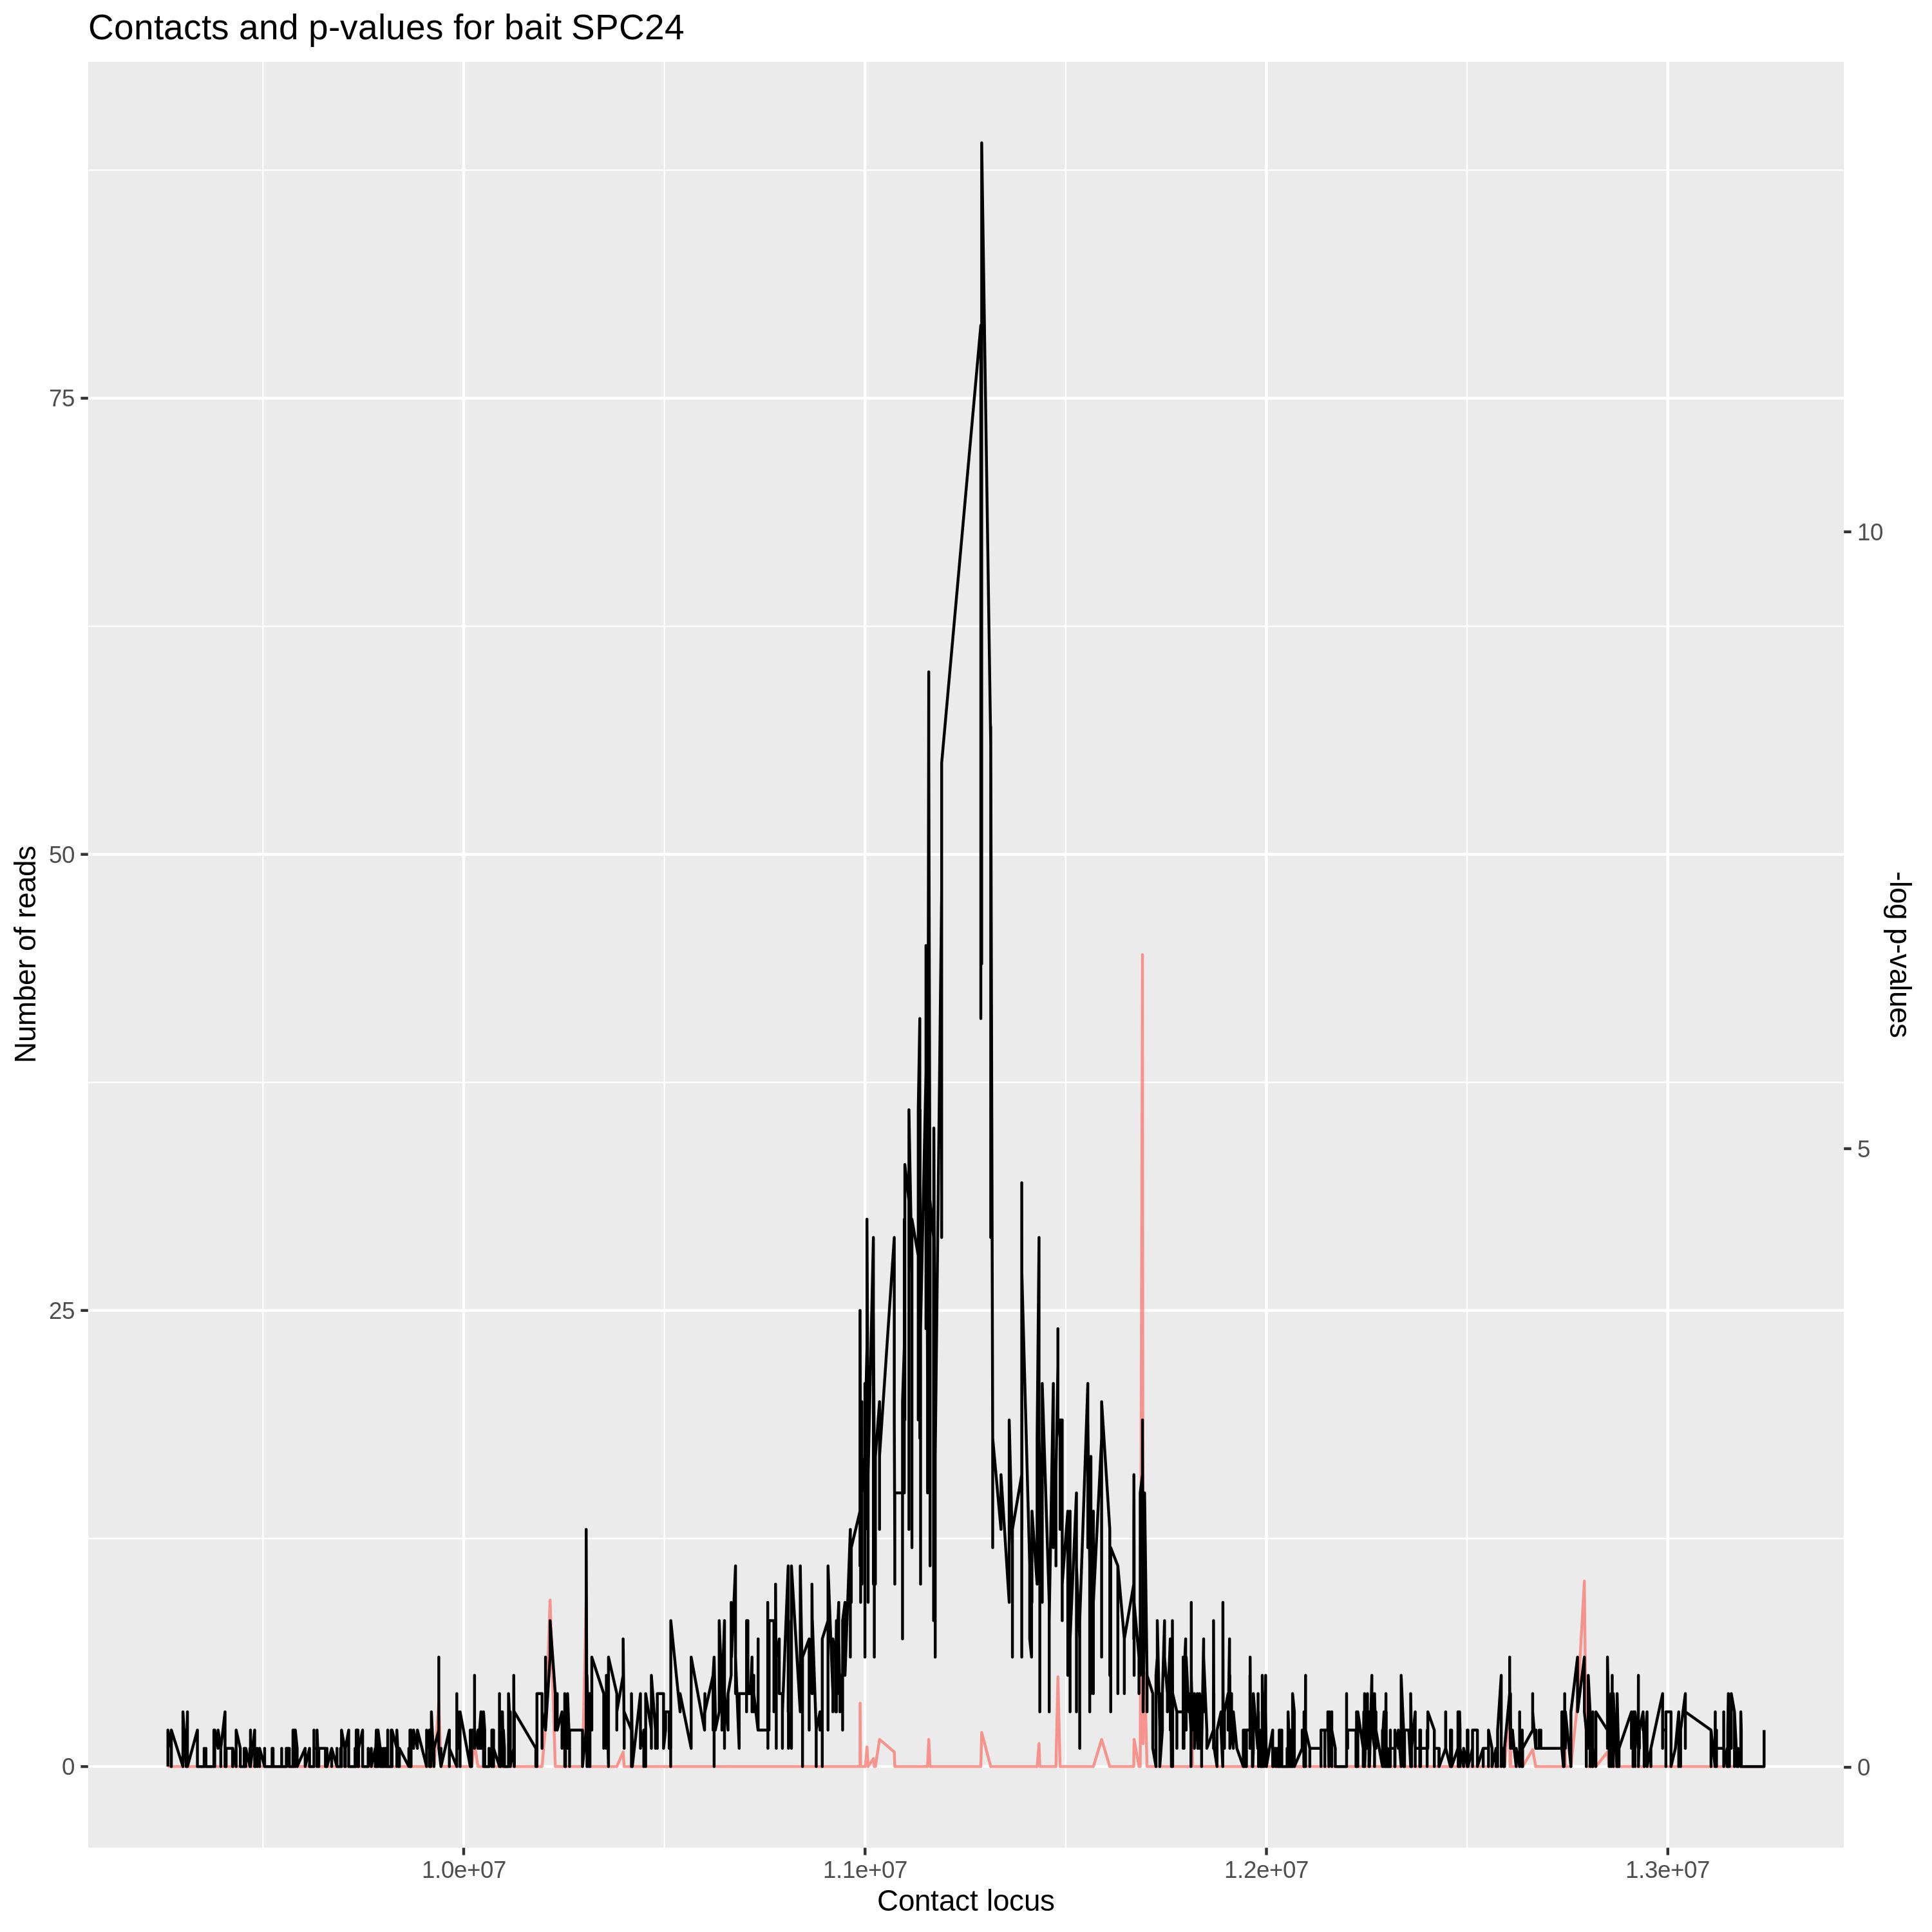 Contacts and p-values for bait SPC24
Number of reads
75
50
25
0
10
5
0
-log p-values
1.0e+07
1.1e+07
1.2e+07
1.3e+07
Contact locus